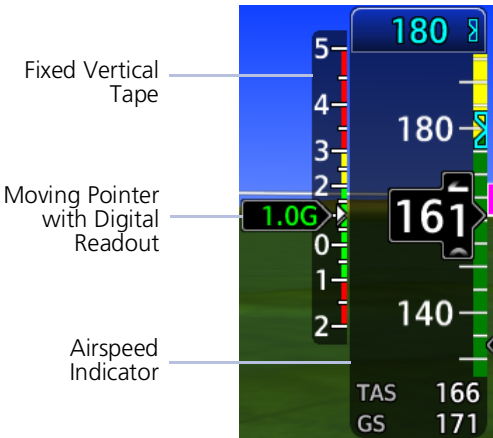 Fixed Vertical
Tape
Moving Pointer
with Digital
Readout
Airspeed
Indicator
5
4
3
2
0
1
2
1.0G
180
180
161
140
TAS 166
GS 171